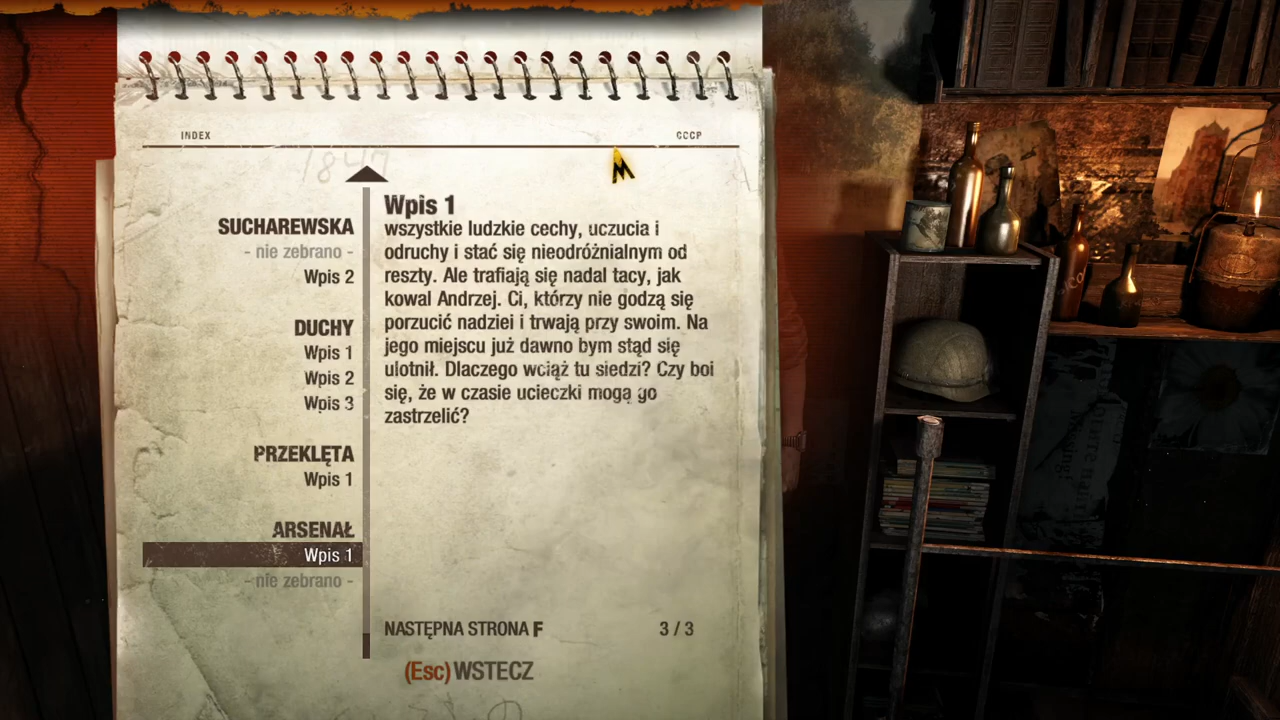 INDEX
CCCP
1847
SUCHAREWSKA
- nie zebrano -
Wpis 2
DUCHY
Wpis 1
Wpis 2
Wpis 3
PRZEKLĘTA
Wpis 1
ARSENAŁ
Wpis 1
- nie zebrano -
Wpis 1
wszystkie ludzkie cechy, uczucia i
odruchy i stać się nieodróżnialnym od
reszty. Ale trafiają się nadal tacy, jak
kowal Andrzej. Ci, którzy nie godzą się
porzucić nadziei i trwają przy swoim. Na
jego miejscu już dawno bym stąd się
ulotnił. Dlaczego wciąż tu siedzi? Czy boi
się, że w czasie ucieczki mogą go
zastrzelić?
NASTĘPNA STRONA F
3 / 3
(Esc) WSTECZ